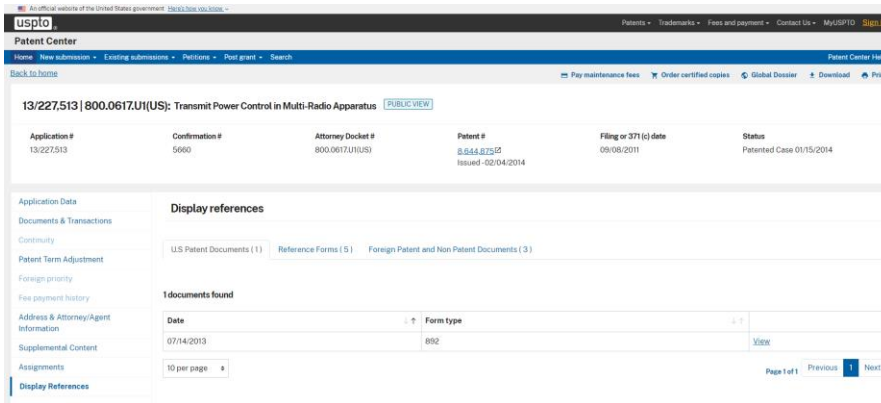 An official website of the United States government Here's how you know
uspto
Patents Trademarks Fees and payment Contact Us MyUSPTO Sign
Patent Center
Home New submission Existing submissions Petitions Post grant Search Patent Center Hel
Back to home Pay maintenance fees Order certified copies Global Dossier Download Pri
13/227,513 | 800.0617.U1(US): Transmit Power Control in Multi-Radio Apparatus PUBLIC VIEW
Application # Confirmation # Attorney Docket # Patent # Filing or 371 (c) date Status
13/227,513 5660 800.0617.U1(US) 8,644,875 09/08/2011 Patented Case 01/15/2014
Issued -02/04/2014
Application Data
Display references
Documents & Transactions
Continuity
U.S Patent Documents ( 1 ) Reference Forms ( 5 ) Foreign Patent and Non Patent Documents ( 3 )
Patent Term Adjustment
Foreign priority
Fee payment history
1 documents found
Address & Attorney/Agent
Information
Date Form type
Supplemental Content
07/14/2013 892 View
Assignments
10 per page Page 1 of 1 Previous 1 Next
Display References